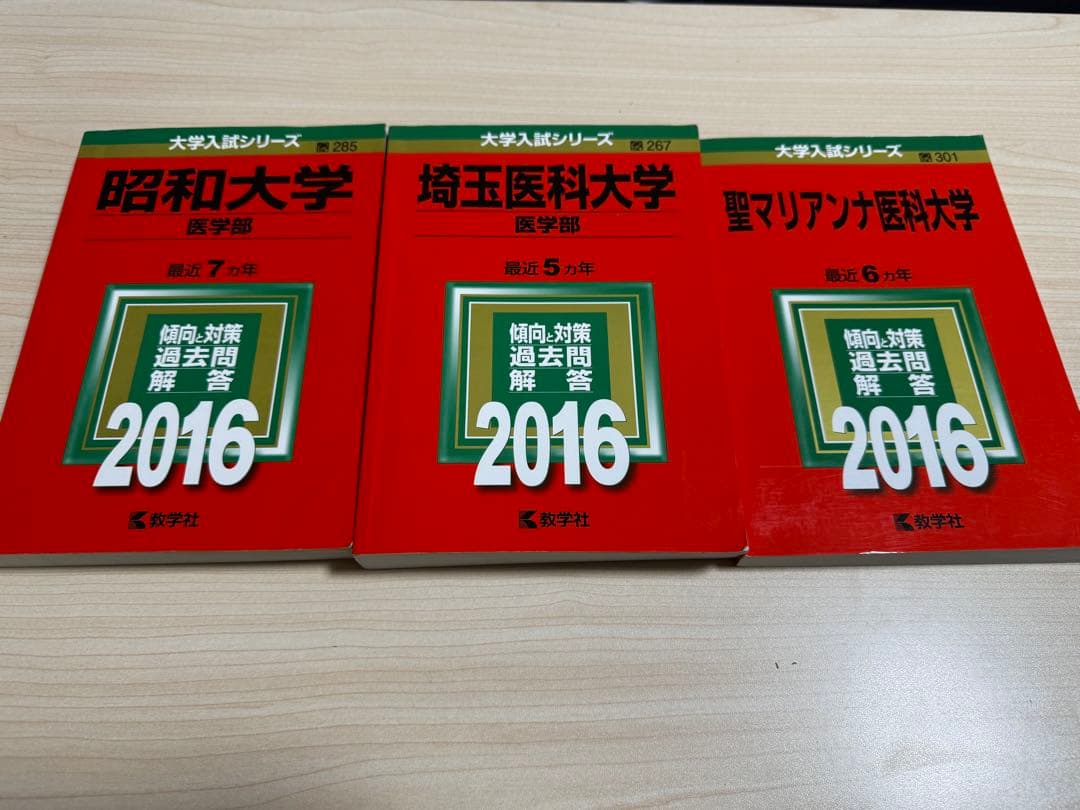 大学入試シリーズ
285
昭和大学
医学部
最近7ヵ年
傾向と対策
過去問
解答
2016
教学社
大学入試シリーズ
267
埼玉医科大学
医学部
最近5ヵ年
傾向と対策
過去問
解答
2016
教学社
大学入試シリーズ
301
聖マリアンナ医科大学
最近6ヵ年
傾向と対策
過去問
解答
2016
教学社